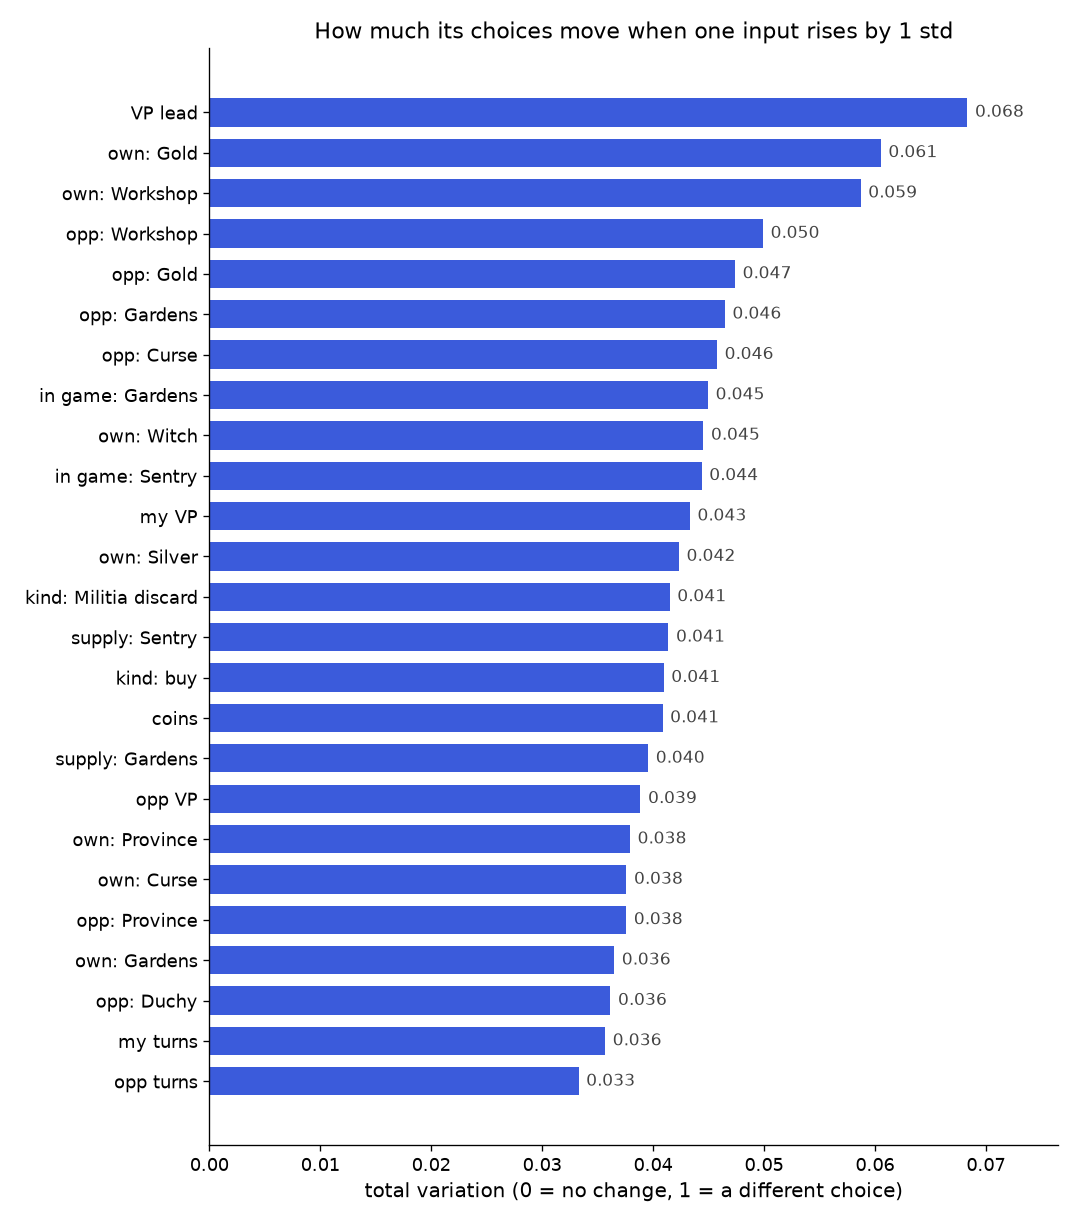 How much its choices move when one input rises by 1 std
VP lead 0.068
own: Gold 0.061
own: Workshop 0.059
opp: Workshop 0.050
opp: Gold 0.047
opp: Gardens 0.046
opp: Curse 0.046
in game: Gardens 0.045
own: Witch 0.045
in game: Sentry 0.044
my VP 0.043
own: Silver 0.042
kind: Militia discard 0.041
supply: Sentry 0.041
kind: buy 0.041
coins 0.041
supply: Gardens 0.040
opp VP 0.039
own: Province 0.038
own: Curse 0.038
opp: Province 0.038
own: Gardens 0.036
opp: Duchy 0.036
my turns 0.036
opp turns 0.033
0.00 0.01 0.02 0.03 0.04 0.05 0.06 0.07
total variation (0 = no change, 1 = a different choice)